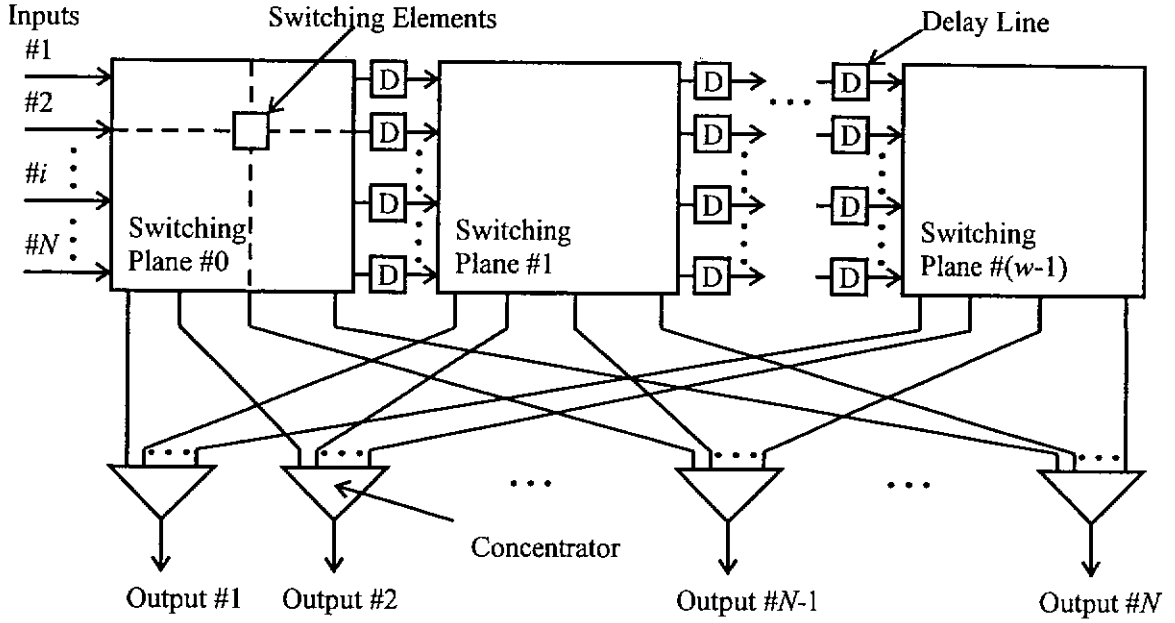 Inputs
Switching Elements
Delay Line
#1
#2
#i
#N
D
D
D
D
D
D
D
D
D
D
D
D
Switching
Plane #0
Switching
Plane #1
Switching
Plane #(w-1)
Concentrator
Output #1
Output #2
Output #N-1
Output #N